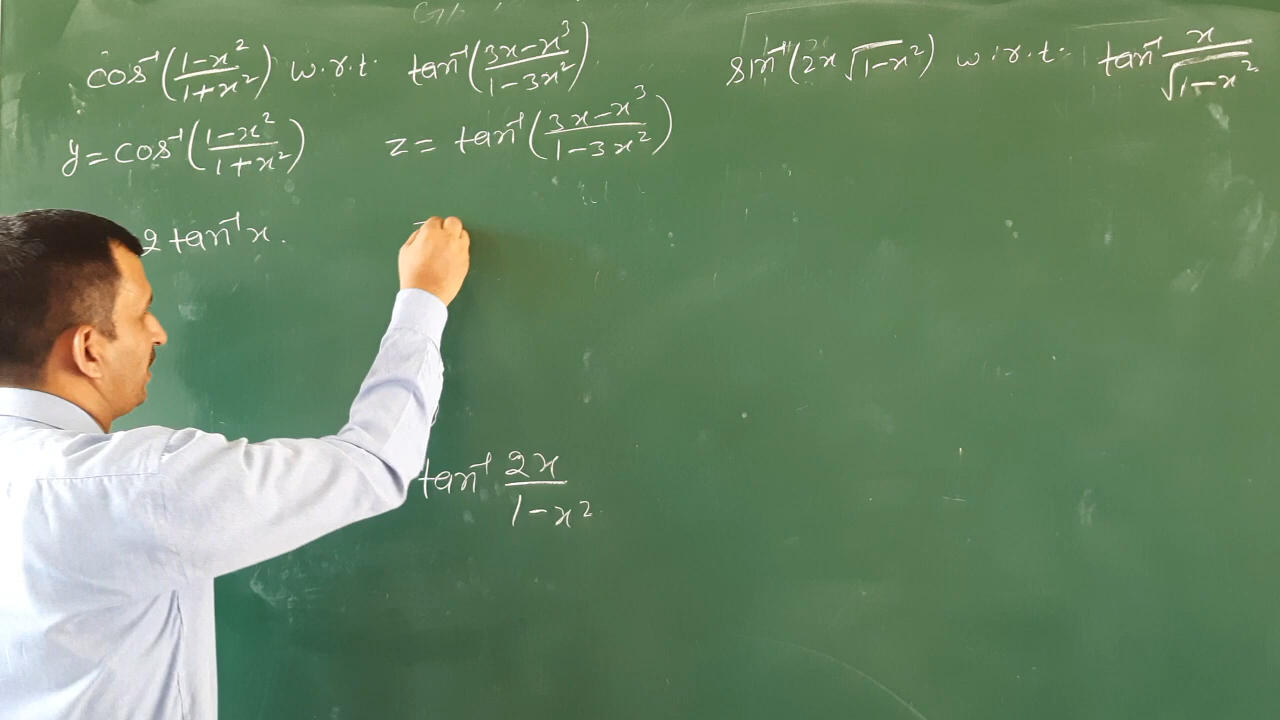 cos⁻¹((1-x²)/(1+x²)) w.r.t. tan⁻¹((3x-x³)/(1-3x²))
y = cos⁻¹((1-x²)/(1+x²)) z = tan⁻¹((3x-x³)/(1-3x²))
2 tan⁻¹x.
tan⁻¹ 2x/(1-x²)
sin⁻¹(2x√(1-x²)) w.r.t. tan⁻¹ x/√(1-x²)